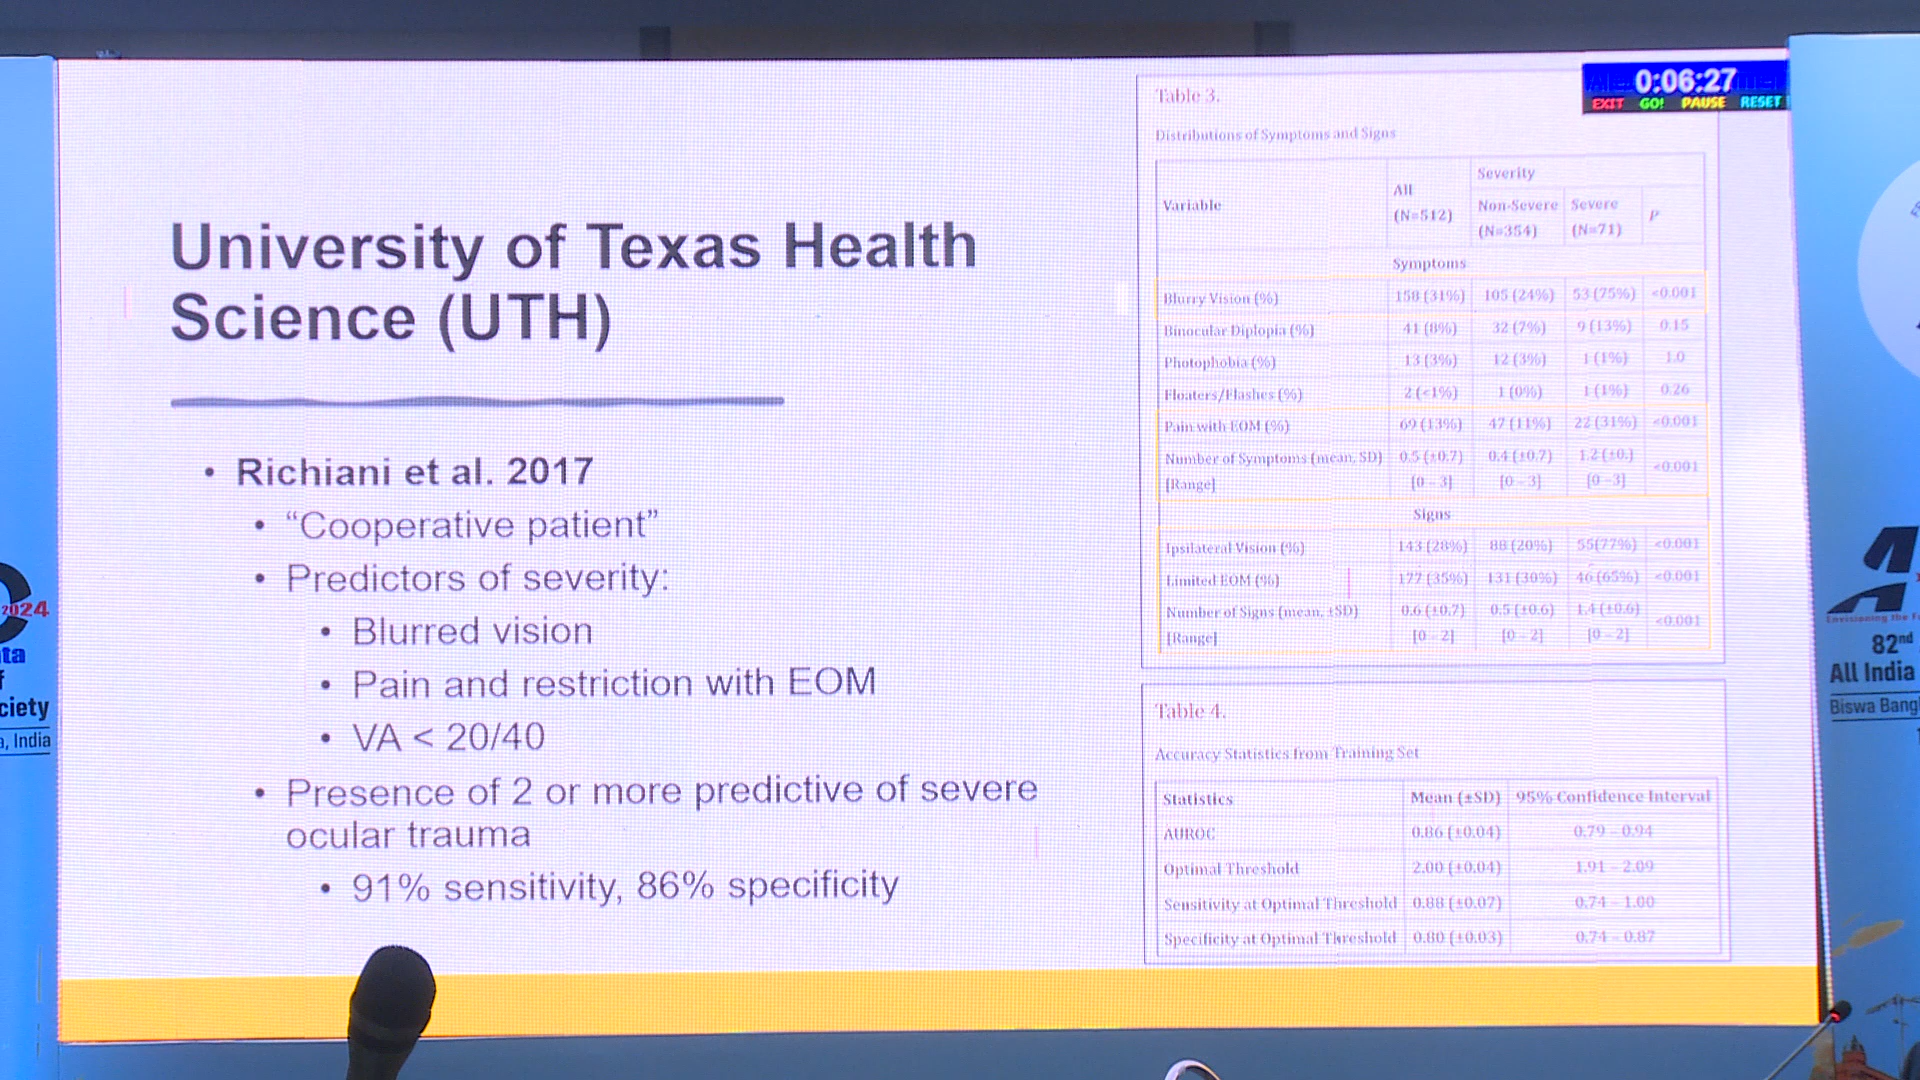 University of Texas Health
Science (UTH)
• Richiani et al. 2017
• “Cooperative patient”
• Predictors of severity:
• Blurred vision
• Pain and restriction with EOM
• VA < 20/40
• Presence of 2 or more predictive of severe
ocular trauma
• 91% sensitivity, 86% specificity
0:06:27
EXIT GO! PAUSE RESET
Table 3.
Distributions of Symptoms and Signs
Variable All (N=512) Severity Non-Severe (N=354) Severe (N=71) P
Symptoms
Blurry Vision (%) 158 (31%) 105 (24%) 53 (75%) <0.001
Binocular Diplopia (%) 41 (8%) 32 (7%) 9 (13%) 0.15
Photophobia (%) 13 (3%) 12 (3%) 1 (1%) 1.0
Floaters/Flashes (%) 2 (<1%) 1 (0%) 1 (1%) 0.26
Pain with EOM (%) 69 (13%) 47 (11%) 22 (31%) <0.001
Number of Symptoms (mean, SD) 0.5 (±0.7) 0.4 (±0.7) 1.2 (±0.) <0.001
[Range] [0 – 3] [0 – 3] [0 –3]
Signs
Ipsilateral Vision (%) 143 (28%) 88 (20%) 55(77%) <0.001
Limited EOM (%) 177 (35%) 131 (30%) 46 (65%) <0.001
Number of Signs (mean, ±SD) 0.6 (±0.7) 0.5 (±0.6) 1.4 (±0.6) <0.001
[Range] [0 – 2] [0 – 2] [0 – 2]
Table 4.
Accuracy Statistics from Training Set
Statistics Mean (±SD) 95% Confidence Interval
AUROC 0.86 (±0.04) 0.79 – 0.94
Optimal Threshold 2.00 (±0.04) 1.91 – 2.09
Sensitivity at Optimal Threshold 0.88 (±0.07) 0.74 – 1.00
Specificity at Optimal Threshold 0.80 (±0.03) 0.74 – 0.87
2024
ta
ciety
, India
82nd
All India
Biswa Bang